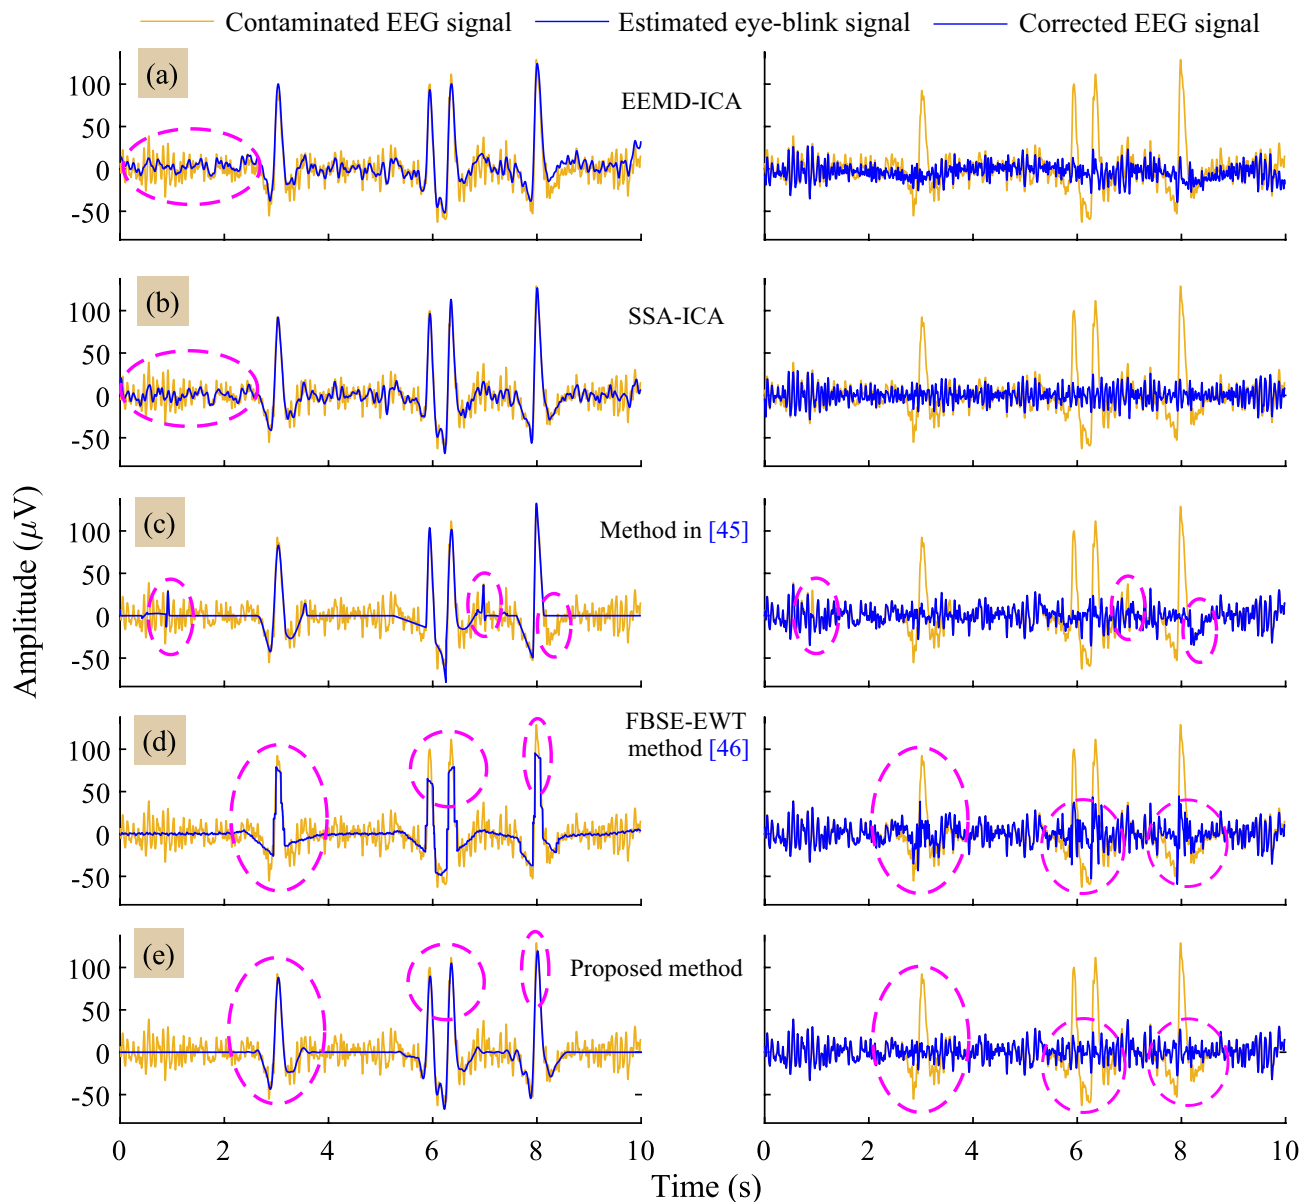 Contaminated EEG signal Estimated eye-blink signal Corrected EEG signal
(a)
EEMD-ICA
100
50
0
-50
(b)
SSA-ICA
100
50
0
-50
(c)
Method in [45]
100
50
0
-50
(d)
FBSE-EWT
method [46]
100
50
0
-50
(e)
Proposed method
100
50
0
-50
0 2 4 6 8 10
0 2 4 6 8 10
Amplitude (μV)
Time (s)